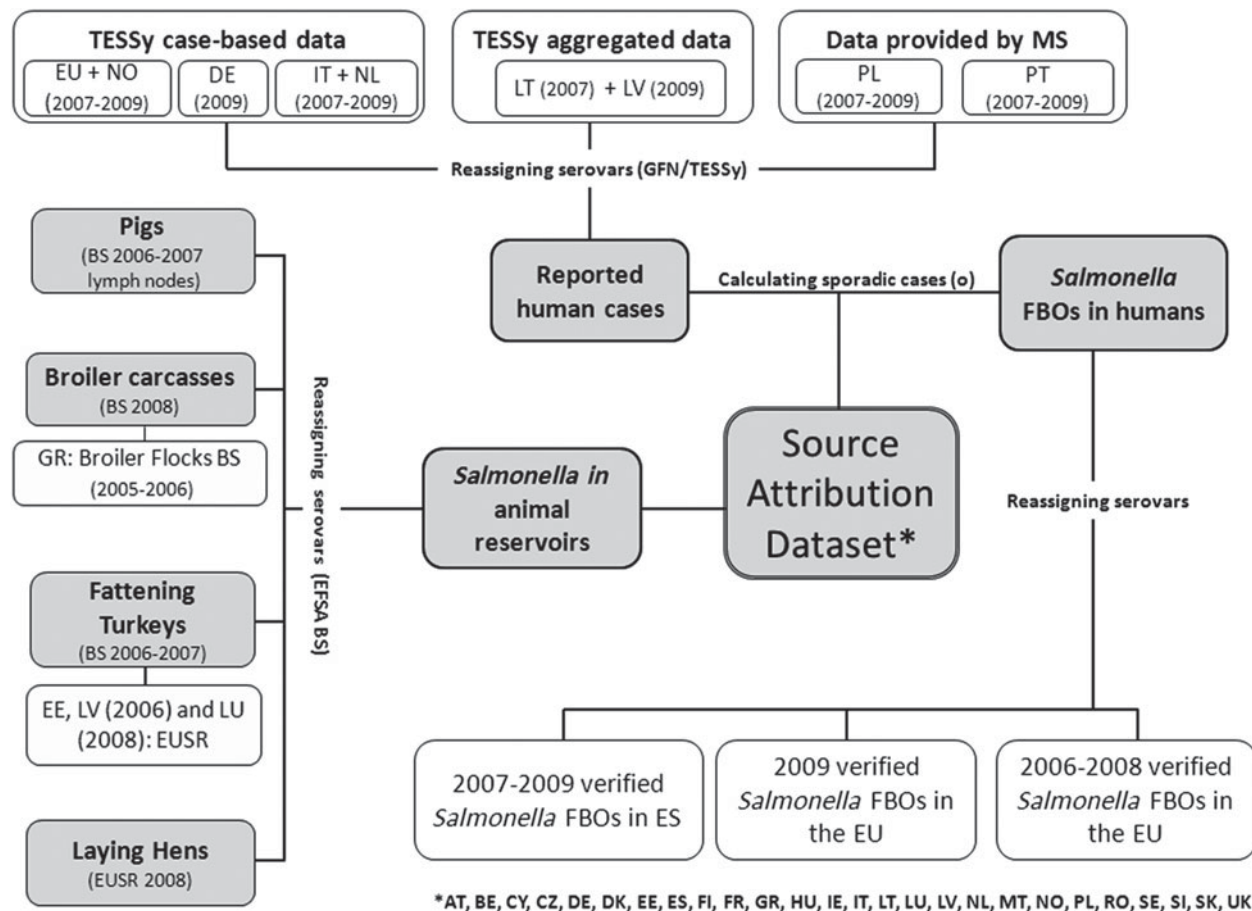 TESSy case-based data
EU + NO
(2007-2009)
DE
(2009)
IT + NL
(2007-2009)
TESSy aggregated data
LT (2007) + LV (2009)
Data provided by MS
PL
(2007-2009)
PT
(2007-2009)
Reassigning serovars (GFN/TESSy)
Pigs
(BS 2006-2007
lymph nodes)
Broiler carcasses
(BS 2008)
GR: Broiler Flocks BS
(2005-2006)
Fattening
Turkeys
(BS 2006-2007)
EE, LV (2006) and LU
(2008): EUSR
Laying Hens
(EUSR 2008)
Reassigning serovars (EFSA BS)
Reported
human cases
Calculating sporadic cases (o)
Salmonella
FBOs in humans
Salmonella in
animal
reservoirs
Source
Attribution
Dataset*
Reassigning serovars
2007-2009 verified
Salmonella FBOs in ES
2009 verified
Salmonella FBOs in
the EU
2006-2008 verified
Salmonella FBOs in
the EU
*AT, BE, CY, CZ, DE, DK, EE, ES, FI, FR, GR, HU, IE, IT, LT, LU, LV, NL, MT, NO, PL, RO, SE, SI, SK, UK